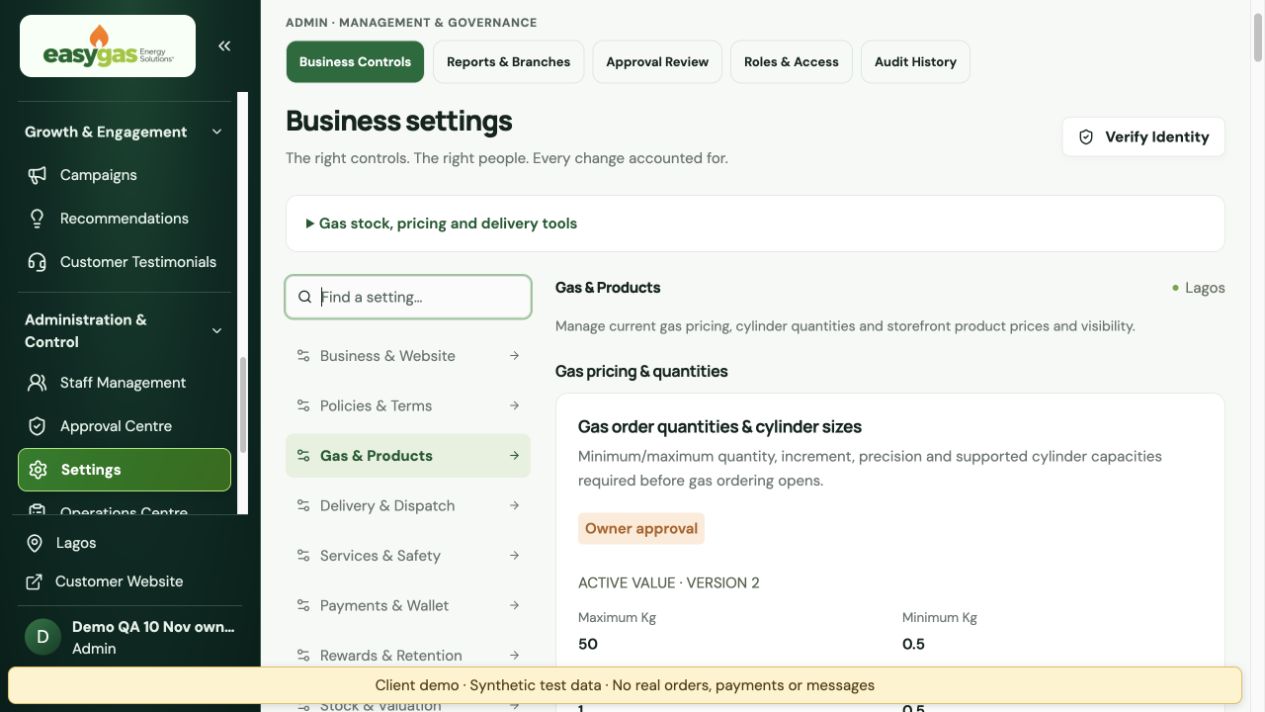 easygas Energy Solutions
Growth & Engagement
Campaigns
Recommendations
Customer Testimonials
Administration &
Control
Staff Management
Approval Centre
Settings
Operations Centre
Lagos
Customer Website
D
Demo QA 10 Nov own...
Admin
ADMIN · MANAGEMENT & GOVERNANCE
Business Controls
Reports & Branches
Approval Review
Roles & Access
Audit History
Business settings
Verify Identity
The right controls. The right people. Every change accounted for.
Gas stock, pricing and delivery tools
Find a setting...
Business & Website
Policies & Terms
Gas & Products
Delivery & Dispatch
Services & Safety
Payments & Wallet
Rewards & Retention
Stock & Valuation
Gas & Products
Lagos
Manage current gas pricing, cylinder quantities and storefront product prices and visibility.
Gas pricing & quantities
Gas order quantities & cylinder sizes
Minimum/maximum quantity, increment, precision and supported cylinder capacities
required before gas ordering opens.
Owner approval
ACTIVE VALUE · VERSION 2
Maximum Kg
Minimum Kg
50
0.5
1
0.5
Client demo · Synthetic test data · No real orders, payments or messages